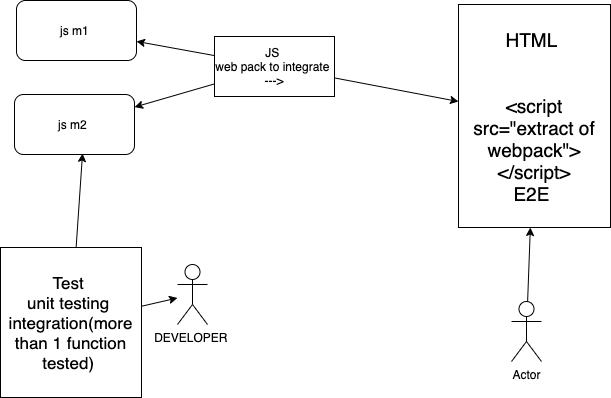 js m1
JS
web pack to integrate
--->
js m2
HTML
<script
src="extract of
webpack">
</script>
E2E
Test
unit testing
integration(more
than 1 function
tested)
DEVELOPER
Actor